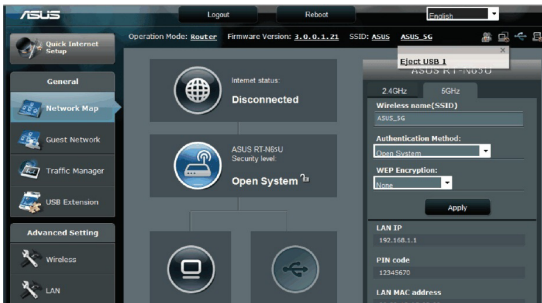 ASUS
Logout
Reboot
English
Quick Internet
Setup
Operation Mode: Router Firmware Version: 3.0.0.1.21 SSID: ASUS ASUS_5G
Eject USB 1
General
Network Map
Guest Network
Traffic Manager
USB Extension
Advanced Setting
Wireless
LAN
Internet status:
Disconnected
ASUS RT-N65U
Security level:
Open System
ASUS RT-N65U
2.4GHz
5GHz
Wireless name(SSID)
ASUS_5G
Authentication Method:
Open System
WEP Encryption:
None
Apply
LAN IP
192.168.1.1
PIN code
12345670
LAN MAC address